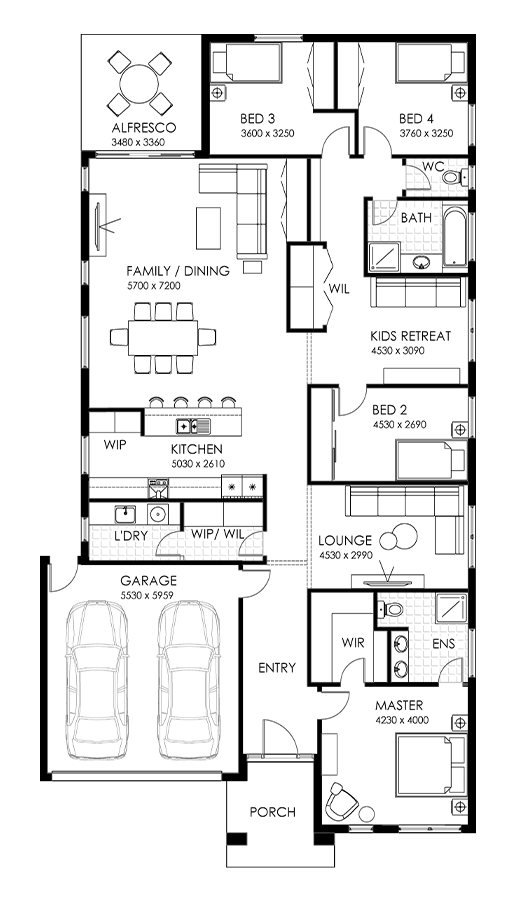 ALFRESCO
3480 x 3360
BED 3
3600 x 3250
BED 4
3760 x 3250
WC
BATH
FAMILY / DINING
5700 x 7200
WIL
KIDS RETREAT
4530 x 3090
BED 2
4530 x 2690
WIP
KITCHEN
5030 x 2610
L'DRY
WIP/ WIL
LOUNGE
4530 x 2990
GARAGE
5530 x 5959
ENTRY
WIR
ENS
MASTER
4230 x 4000
PORCH